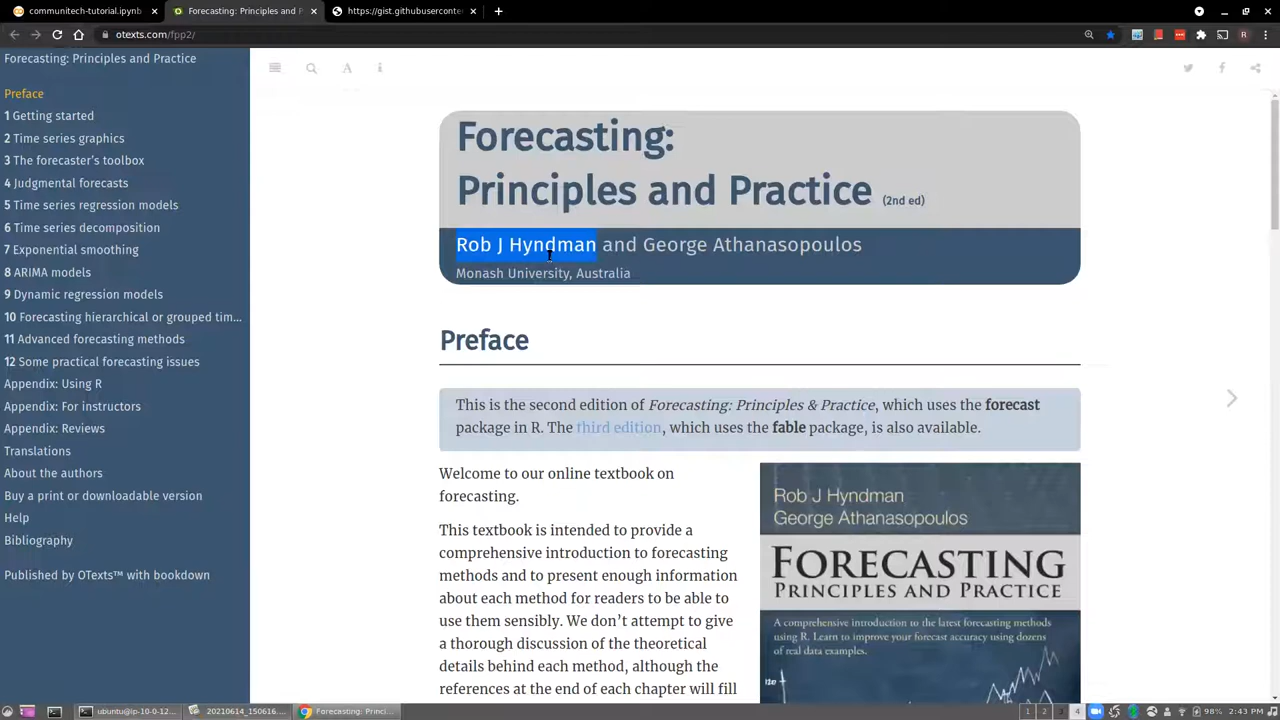 communitech-tutorial.ipynb
Forecasting: Principles and P
https://gist.githubuserconte
otexts.com/fpp2/
R
Forecasting: Principles and Practice
Preface
1 Getting started
2 Time series graphics
3 The forecaster's toolbox
4 Judgmental forecasts
5 Time series regression models
6 Time series decomposition
7 Exponential smoothing
8 ARIMA models
9 Dynamic regression models
10 Forecasting hierarchical or grouped tim...
11 Advanced forecasting methods
12 Some practical forecasting issues
Appendix: Using R
Appendix: For instructors
Appendix: Reviews
Translations
About the authors
Buy a print or downloadable version
Help
Bibliography
Published by OTexts™ with bookdown
A
Forecasting:
Principles and Practice (2nd ed)
Rob J Hyndman and George Athanasopoulos
Monash University, Australia
Preface
This is the second edition of Forecasting: Principles & Practice, which uses the forecast
package in R. The third edition, which uses the fable package, is also available.
Welcome to our online textbook on
forecasting.
This textbook is intended to provide a
comprehensive introduction to forecasting
methods and to present enough information
about each method for readers to be able to
use them sensibly. We don't attempt to give
a thorough discussion of the theoretical
details behind each method, although the
references at the end of each chapter will fill
Rob J Hyndman
George Athanasopoulos
FORECASTING
PRINCIPLES AND PRACTICE
A comprehensive introduction to the latest forecasting methods
using R. Learn to improve your forecast accuracy using dozens
of real data examples.
ubuntu@ip-10-0-12...
20210614_150616...
Forecasting: Princi...
1 2 3 4
98% 2:43 PM